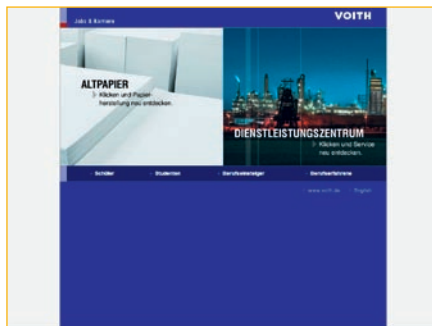 Jobs & Karriere
VOITH
ALTPAPIER
Klicken und Papier-
herstellung neu entdecken.
DIENSTLEISTUNGSZENTRUM
Klicken und Service
neu entdecken.
Schüler Studenten Berufseinsteiger Berufserfahrene
www.voith.de English